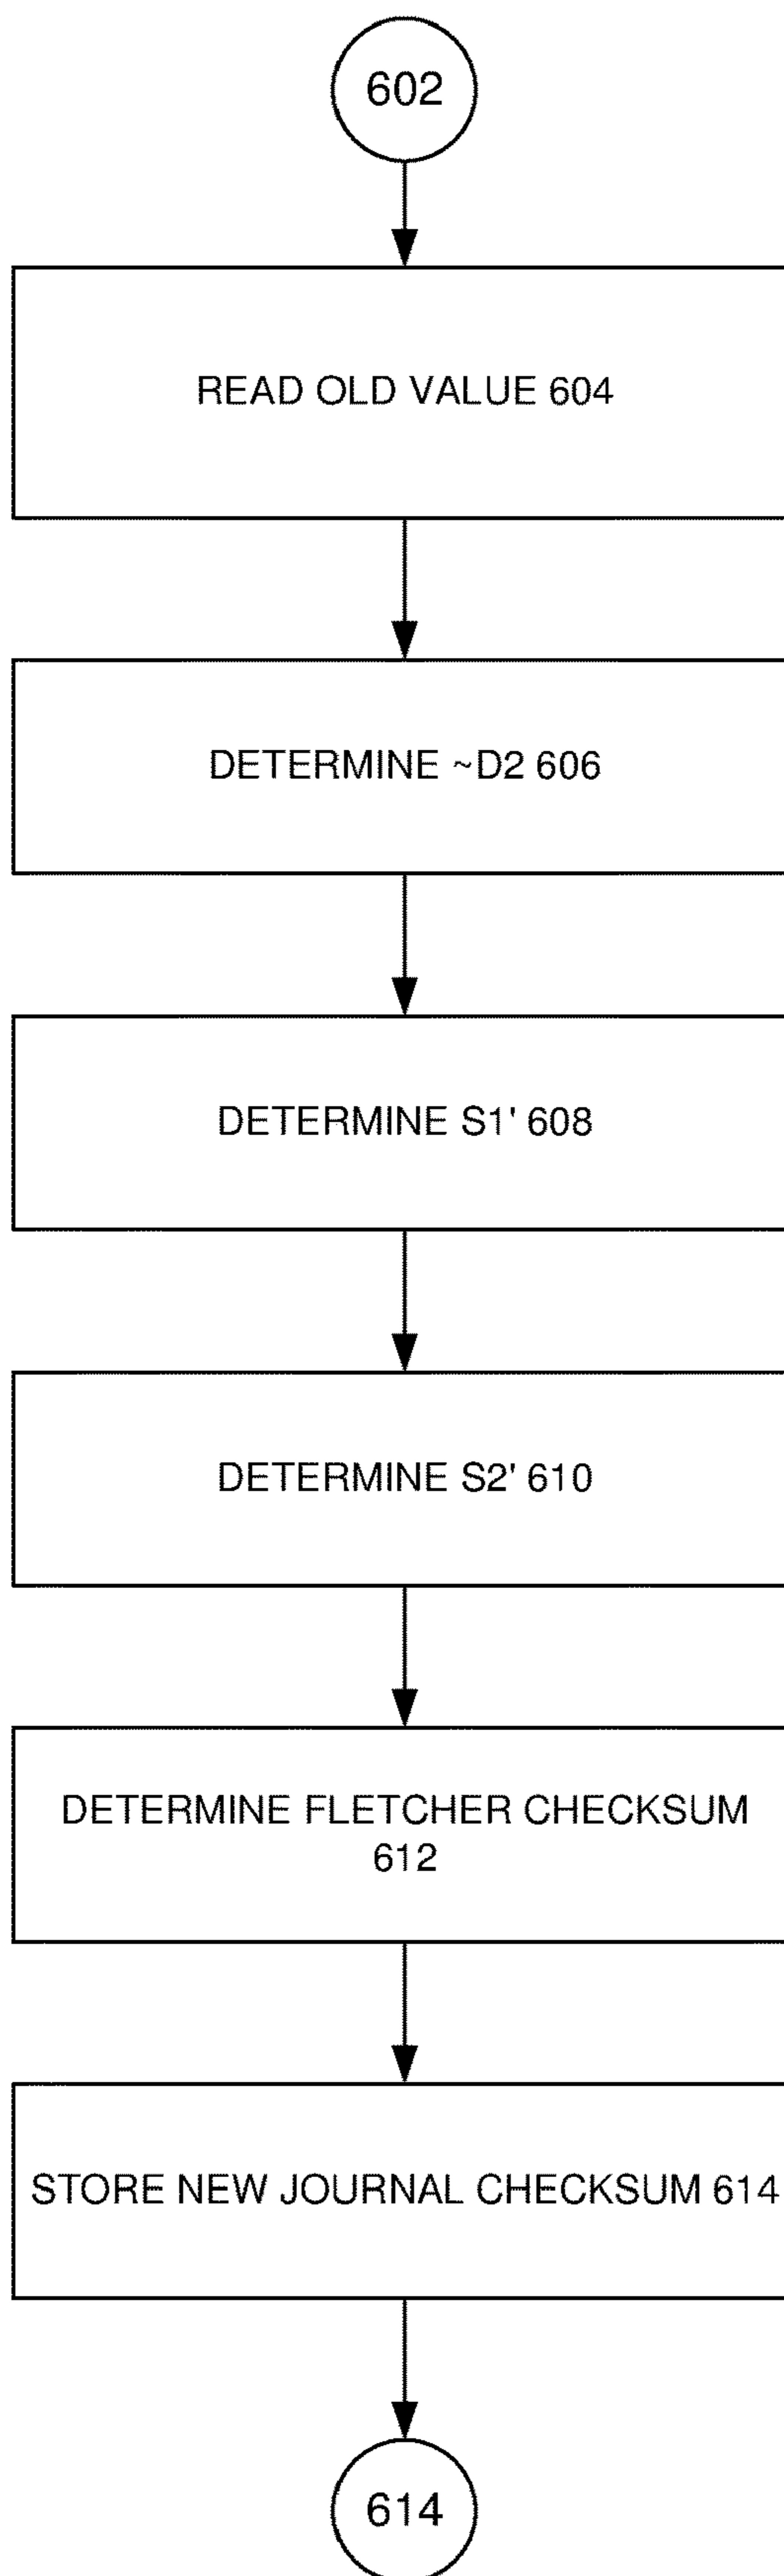 602
READ OLD VALUE 604
DETERMINE ~D2 606
DETERMINE S1' 608
DETERMINE S2' 610
DETERMINE FLETCHER CHECKSUM
612
STORE NEW JOURNAL CHECKSUM 614
614